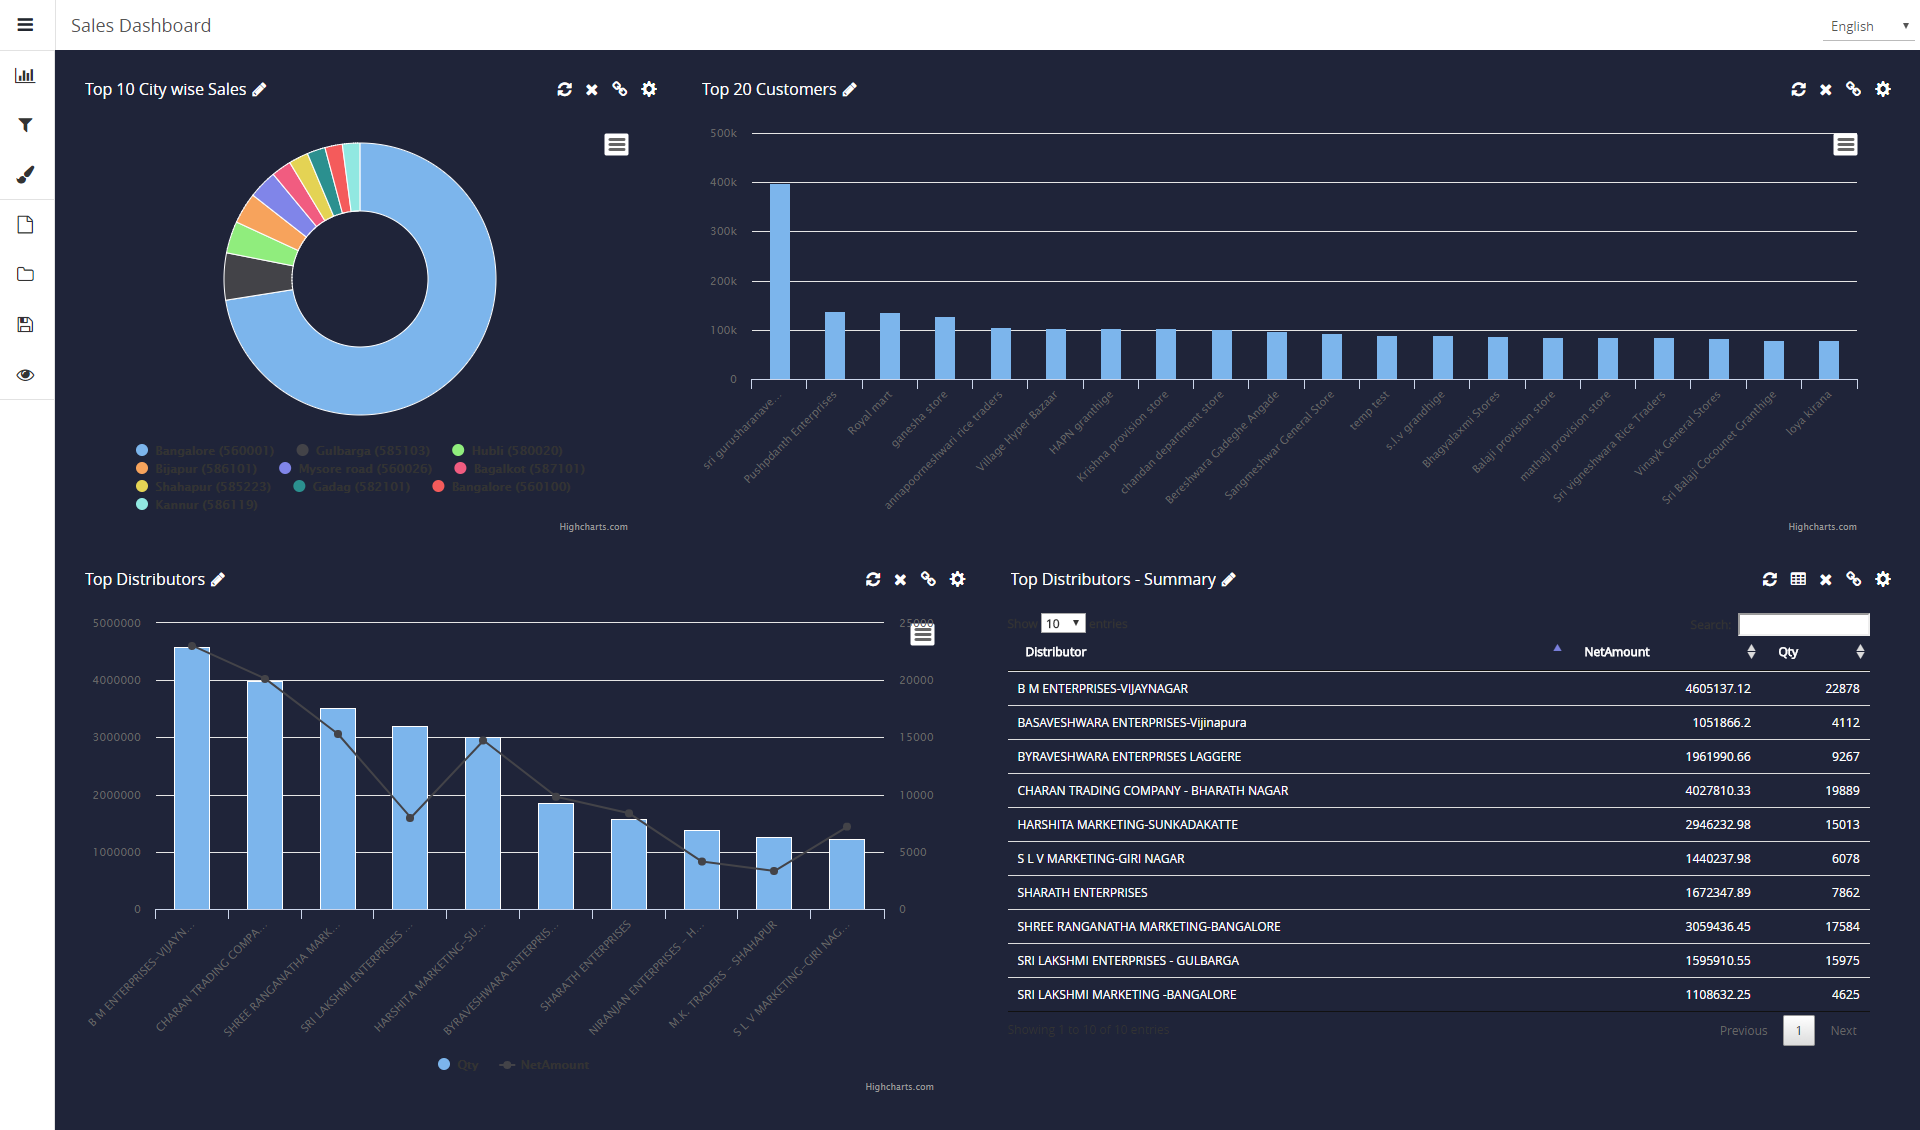 Sales Dashboard
English
Top 10 City wise Sales
Bangalore (560001) Gulbarga (585103) Hubli (580020)
Bijapur (586101) Mysore road (560026) Bagalkot (587101)
Shahapur (585223) Gadag (582101) Bangalore (560100)
Kannur (586119)
Highcharts.com
Top 20 Customers
500k
400k
300k
200k
100k
0
sri gurusharanave...
Pushpdanth Enterprises
Royal mart
ganesha store
annapoorneshwari rice traders
Village Hyper Bazaar
HAPN granthige
Krishna provision store
chandan department store
Bereshwara Gadeghe Angade
Sangmeshwar General Store
temp test
s.l.v grandhige
Bhagyalaxmi Stores
Balaji provision store
mathaji provision store
Sri vigneshwara Rice Traders
Vinayk General Stores
Sri Balaji Cocounet Granthige
loya kirana
Highcharts.com
Top Distributors
5000000
4000000
3000000
2000000
1000000
0
25000
20000
15000
10000
5000
0
B M ENTERPRISES-VIJAYN...
CHARAN TRADING COMPA...
SHREE RANGANATHA MARK...
SRI LAKSHMI ENTERPRISES ...
HARSHITA MARKETING-SU...
BYRAVESHWARA ENTERPRIS...
SHARATH ENTERPRISES
NIRANJAN ENTERPRISES - H...
M.K. TRADERS - SHAHAPUR
S L V MARKETING-GIRI NAG...
Qty NetAmount
Highcharts.com
Top Distributors - Summary
Show 10 entries Search:
Distributor NetAmount Qty
B M ENTERPRISES-VIJAYNAGAR 4605137.12 22878
BASAVESHWARA ENTERPRISES-Vijinapura 1051866.2 4112
BYRAVESHWARA ENTERPRISES LAGGERE 1961990.66 9267
CHARAN TRADING COMPANY - BHARATH NAGAR 4027810.33 19889
HARSHITA MARKETING-SUNKADAKATTE 2946232.98 15013
S L V MARKETING-GIRI NAGAR 1440237.98 6078
SHARATH ENTERPRISES 1672347.89 7862
SHREE RANGANATHA MARKETING-BANGALORE 3059436.45 17584
SRI LAKSHMI ENTERPRISES - GULBARGA 1595910.55 15975
SRI LAKSHMI MARKETING -BANGALORE 1108632.25 4625
Showing 1 to 10 of 10 entries
Previous 1 Next